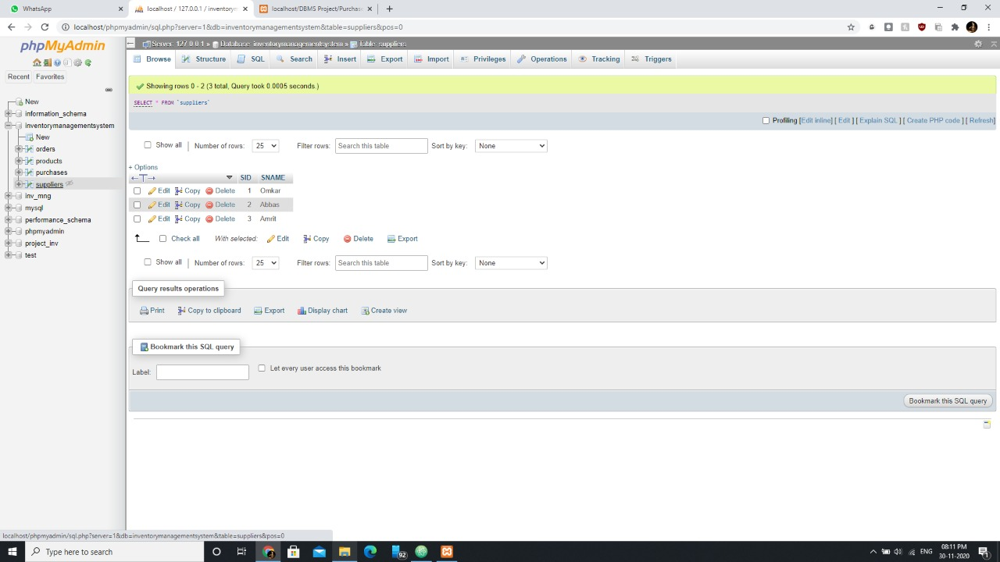 WhatsApp
localhost / 127.0.0.1 / inventorym
localhost/DBMS Project/Purchase
localhost/phpmyadmin/sql.php?server=1&db=inventorymanagementsystem&table=suppliers&pos=0
phpMyAdmin
Server: 127.0.0.1 » Database: inventorymanagementsystem » Table: suppliers
Browse Structure SQL Search Insert Export Import Privileges Operations Tracking Triggers
Recent Favorites
New
information_schema
inventorymanagementsystem
New
orders
products
purchases
suppliers
inv_mng
mysql
performance_schema
phpmyadmin
project_inv
test
Showing rows 0 - 2 (3 total, Query took 0.0005 seconds.)
SELECT * FROM `suppliers`
Profiling [Edit inline] [ Edit ] [ Explain SQL ] [ Create PHP code ] [ Refresh]
Show all | Number of rows: 25 Filter rows: Search this table Sort by key: None
+ Options
←T→ SID SNAME
Edit Copy Delete 1 Omkar
Edit Copy Delete 2 Abbas
Edit Copy Delete 3 Amrit
Check all With selected: Edit Copy Delete Export
Show all | Number of rows: 25 Filter rows: Search this table Sort by key: None
Query results operations
Print Copy to clipboard Export Display chart Create view
Bookmark this SQL query
Label: Let every user access this bookmark
Bookmark this SQL query
localhost/phpmyadmin/sql.php?server=1&db=inventorymanagementsystem&table=suppliers&pos=0
Type here to search
92
ENG
08:11 PM
30-11-2020
1